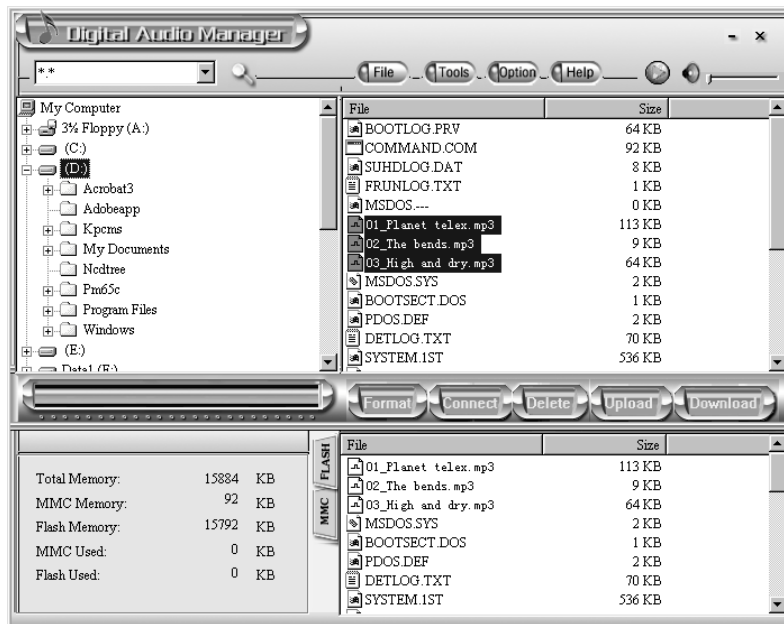 Digital Audio Manager
*.*
File Tools Option Help
My Computer
3½ Floppy (A:)
(C:)
(D:)
Acrobat3
Adobeapp
Kpcms
My Documents
Ncdtree
Pm65c
Program Files
Windows
(E:)
Data1 (F:)
File Size
BOOTLOG.PRV 64 KB
COMMAND.COM 92 KB
SUHDLOG.DAT 8 KB
FRUNLOG.TXT 1 KB
MSDOS.--- 0 KB
01_Planet telex.mp3 113 KB
02_The bends.mp3 9 KB
03_High and dry.mp3 64 KB
MSDOS.SYS 2 KB
BOOTSECT.DOS 1 KB
PDOS.DEF 2 KB
DETLOG.TXT 70 KB
SYSTEM.1ST 536 KB
Format Connect Delete Upload Download
Total Memory: 15884 KB
MMC Memory: 92 KB
Flash Memory: 15792 KB
MMC Used: 0 KB
Flash Used: 0 KB
FLASH
MMC
File Size
01_Planet telex.mp3 113 KB
02_The bends.mp3 9 KB
03_High and dry.mp3 64 KB
MSDOS.SYS 2 KB
BOOTSECT.DOS 1 KB
PDOS.DEF 2 KB
DETLOG.TXT 70 KB
SYSTEM.1ST 536 KB